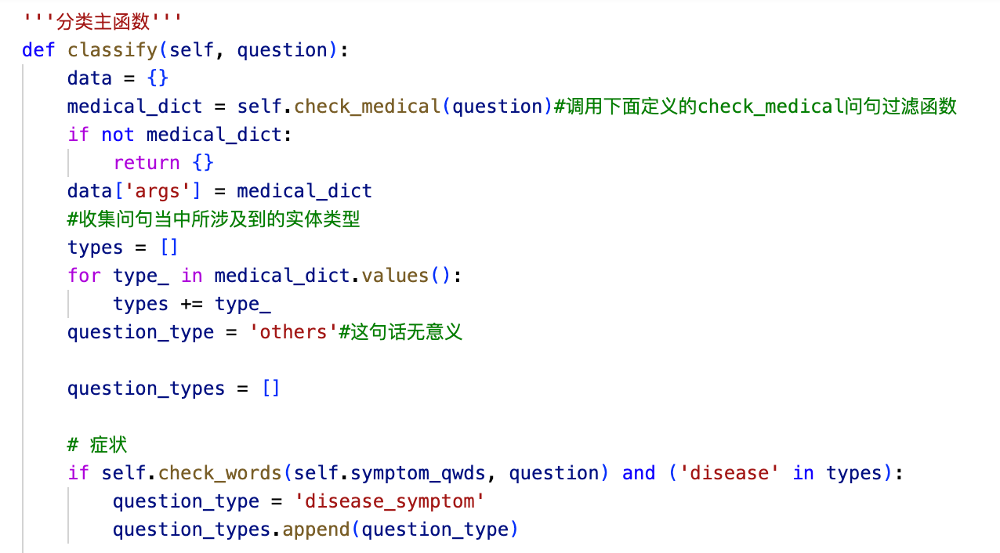 '''分类主函数'''
def classify(self, question):
    data = {}
    medical_dict = self.check_medical(question)#调用下面定义的check_medical问句过滤函数
    if not medical_dict:
        return {}
    data['args'] = medical_dict
    #收集问句当中所涉及到的实体类型
    types = []
    for type_ in medical_dict.values():
        types += type_
    question_type = 'others'#这句话无意义

    question_types = []

    # 症状
    if self.check_words(self.symptom_qwds, question) and ('disease' in types):
        question_type = 'disease_symptom'
        question_types.append(question_type)